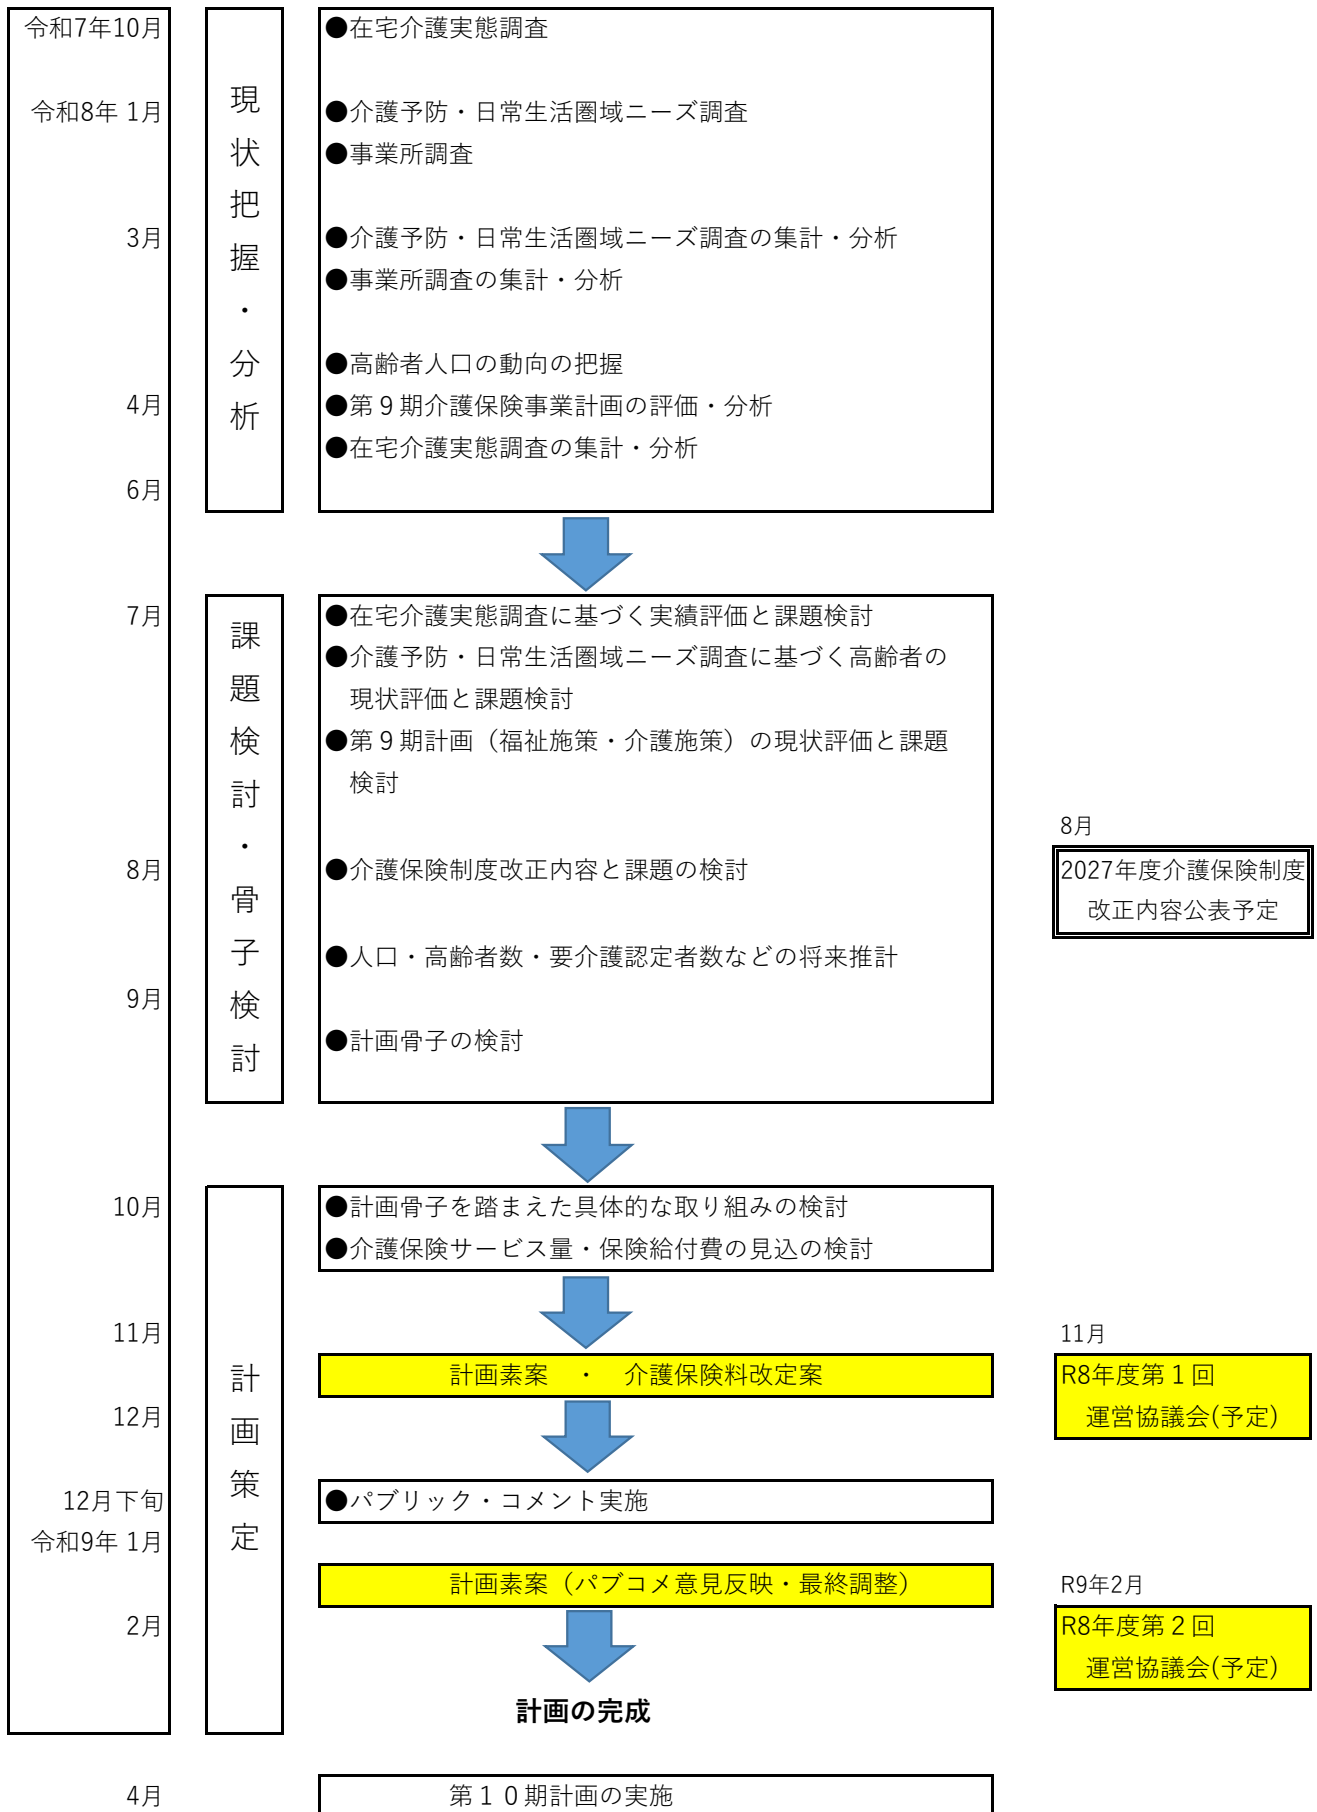 令和7年10月
●在宅介護実態調査
令和8年 1月
●介護予防・日常生活圏域ニーズ調査
●事業所調査
現状把握・分析
3月
●介護予防・日常生活圏域ニーズ調査の集計・分析
●事業所調査の集計・分析
●高齢者人口の動向の把握
4月
●第９期介護保険事業計画の評価・分析
●在宅介護実態調査の集計・分析
6月
7月
●在宅介護実態調査に基づく実績評価と課題検討
●介護予防・日常生活圏域ニーズ調査に基づく高齢者の
現状評価と課題検討
●第９期計画（福祉施策・介護施策）の現状評価と課題
検討
課題検討・骨子検討
8月
●介護保険制度改正内容と課題の検討
8月
2027年度介護保険制度
改正内容公表予定
●人口・高齢者数・要介護認定者数などの将来推計
9月
●計画骨子の検討
10月
●計画骨子を踏まえた具体的な取り組みの検討
●介護保険サービス量・保険給付費の見込の検討
11月
11月
計画素案　・　介護保険料改定案
R8年度第１回
運営協議会(予定)
12月
計画策定
12月下旬
●パブリック・コメント実施
令和9年 1月
計画素案（パブコメ意見反映・最終調整）
R9年2月
2月
R8年度第２回
運営協議会(予定)
計画の完成
4月
第１０期計画の実施